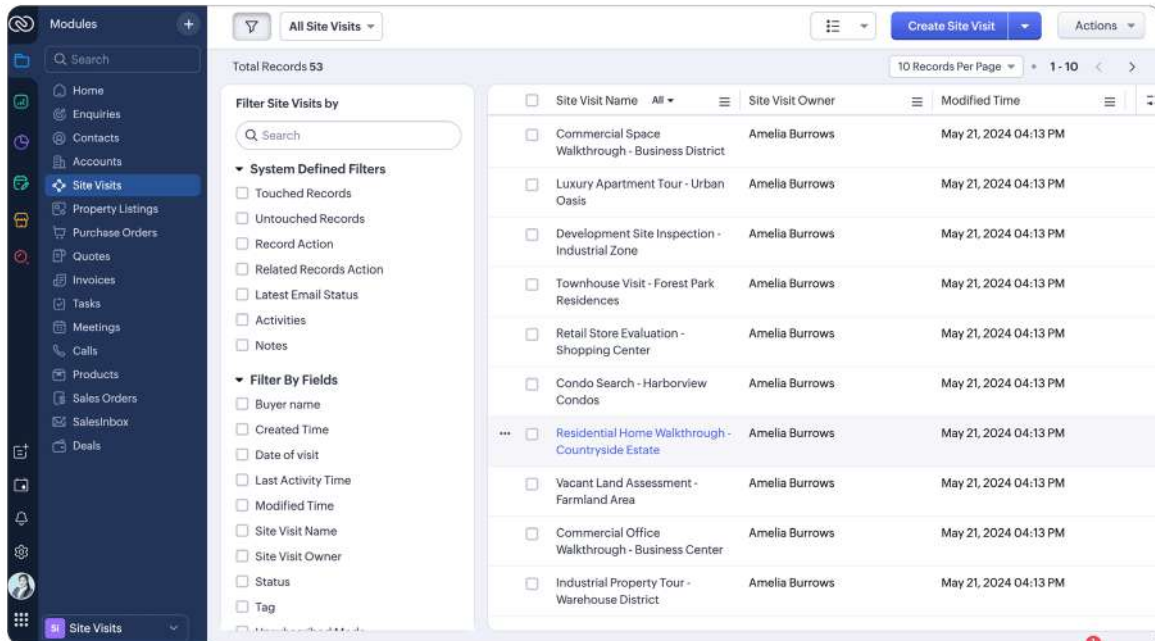 Modules
+
Search
Home
Enquiries
Contacts
Accounts
Site Visits
Property Listings
Purchase Orders
Quotes
Invoices
Tasks
Meetings
Calls
Products
Sales Orders
SalesInbox
Deals
Si Site Visits
All Site Visits
Create Site Visit
Actions
Total Records 53
10 Records Per Page
1 - 10
Filter Site Visits by
Search
System Defined Filters
Touched Records
Untouched Records
Record Action
Related Records Action
Latest Email Status
Activities
Notes
Filter By Fields
Buyer name
Created Time
Date of visit
Last Activity Time
Modified Time
Site Visit Name
Site Visit Owner
Status
Tag
Site Visit Name All Site Visit Owner Modified Time
Commercial Space Amelia Burrows May 21, 2024 04:13 PM
Walkthrough - Business District
Luxury Apartment Tour - Urban Amelia Burrows May 21, 2024 04:13 PM
Oasis
Development Site Inspection - Amelia Burrows May 21, 2024 04:13 PM
Industrial Zone
Townhouse Visit - Forest Park Amelia Burrows May 21, 2024 04:13 PM
Residences
Retail Store Evaluation - Amelia Burrows May 21, 2024 04:13 PM
Shopping Center
Condo Search - Harborview Amelia Burrows May 21, 2024 04:13 PM
Condos
Residential Home Walkthrough - Amelia Burrows May 21, 2024 04:13 PM
Countryside Estate
Vacant Land Assessment - Amelia Burrows May 21, 2024 04:13 PM
Farmland Area
Commercial Office Amelia Burrows May 21, 2024 04:13 PM
Walkthrough - Business Center
Industrial Property Tour - Amelia Burrows May 21, 2024 04:13 PM
Warehouse District